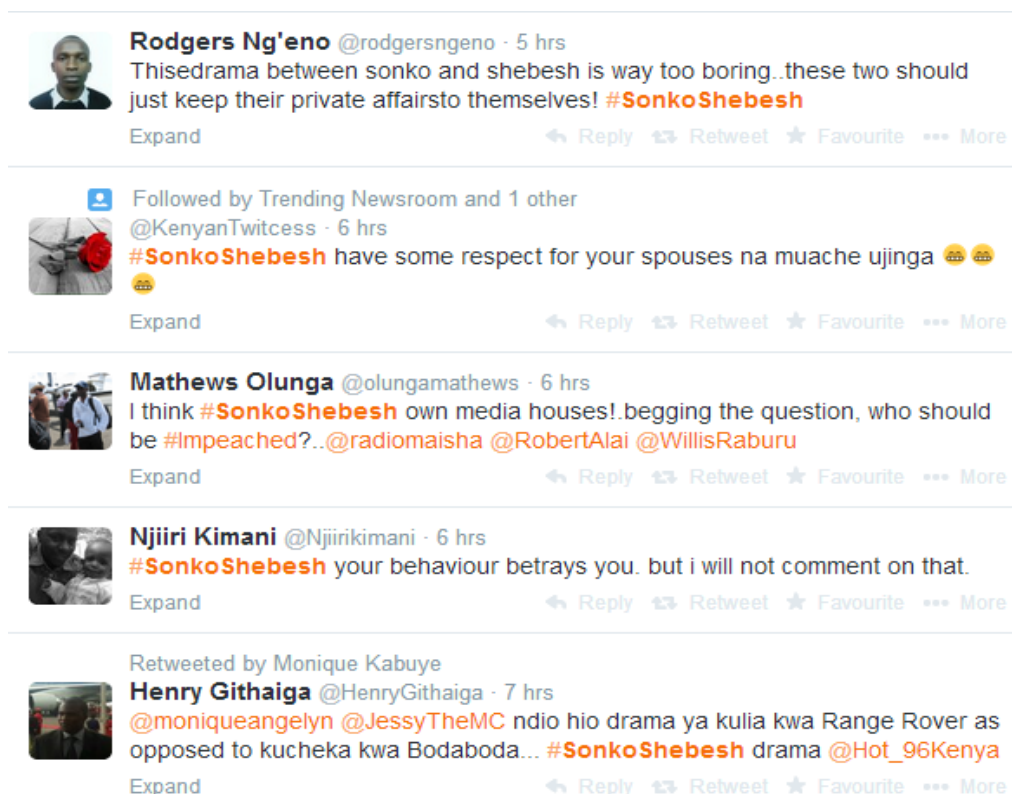 Rodgers Ng'eno @rodgersngeno · 5 hrs
Thisedrama between sonko and shebesh is way too boring..these two should
just keep their private affairsto themselves! #SonkoShebesh
Expand Reply Retweet Favourite More
Followed by Trending Newsroom and 1 other
@KenyanTwitcess · 6 hrs
#SonkoShebesh have some respect for your spouses na muache ujinga 😁😁
😁
Expand Reply Retweet Favourite More
Mathews Olunga @olungamathews · 6 hrs
I think #SonkoShebesh own media houses!.begging the question, who should
be #Impeached?..@radiomaisha @RobertAlai @WillisRaburu
Expand Reply Retweet Favourite More
Njiiri Kimani @Njiirikimani · 6 hrs
#SonkoShebesh your behaviour betrays you. but i will not comment on that.
Expand Reply Retweet Favourite More
Retweeted by Monique Kabuye
Henry Githaiga @HenryGithaiga · 7 hrs
@moniqueangelyn @JessyTheMC ndio hio drama ya kulia kwa Range Rover as
opposed to kucheka kwa Bodaboda... #SonkoShebesh drama @Hot_96Kenya
Expand Reply Retweet Favourite More